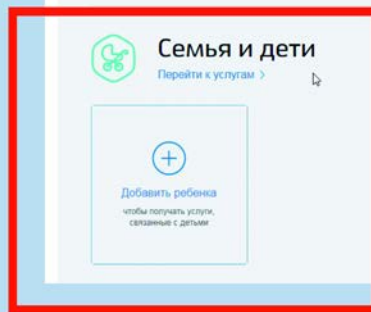 Семья и дети
Перейти к услугам >
Добавить ребенка
чтобы получать услуги,
связанные с детьми